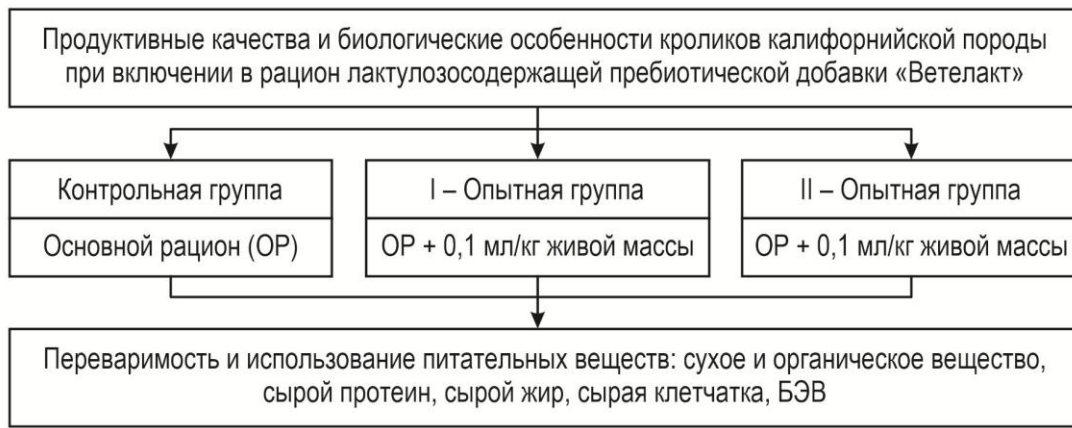 Продуктивные качества и биологические особенности кроликов калифорнийской породы
при включении в рацион лактулозосодержащей пребиотической добавки «Ветелакт»
Контрольная группа
Основной рацион (ОР)
I – Опытная группа
ОР + 0,1 мл/кг живой массы
II – Опытная группа
ОР + 0,1 мл/кг живой массы
Переваримость и использование питательных веществ: сухое и органическое вещество,
сырой протеин, сырой жир, сырая клетчатка, БЭВ